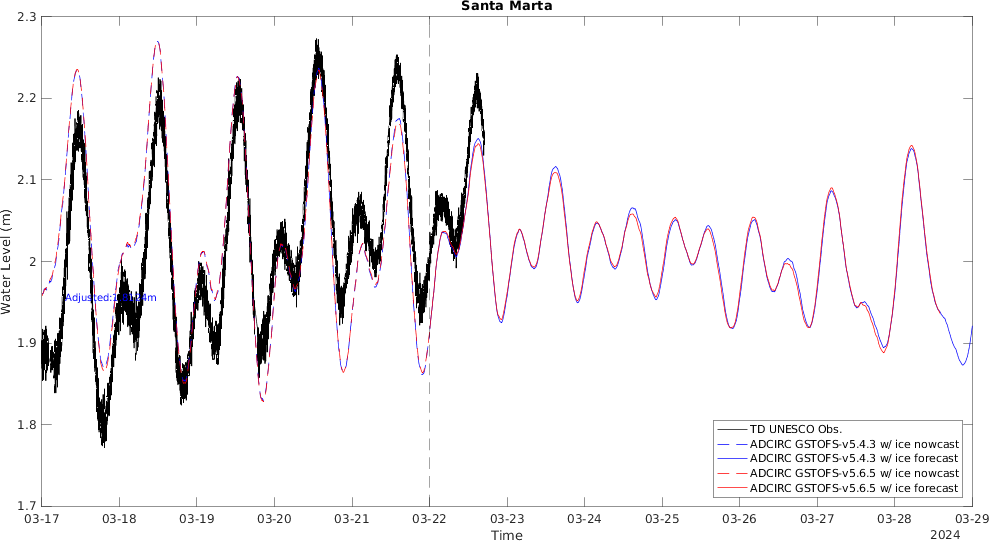 Santa Marta
2.3
2.2
2.1
2
1.9
1.8
1.7
Water Level (m)
Adjusted:
03-17 03-18 03-19 03-20 03-21 03-22 03-23 03-24 03-25 03-26 03-27 03-28 03-29
Time
2024
TD UNESCO Obs.
ADCIRC GSTOFS-v5.4.3 w/ ice nowcast
ADCIRC GSTOFS-v5.4.3 w/ ice forecast
ADCIRC GSTOFS-v5.6.5 w/ ice nowcast
ADCIRC GSTOFS-v5.6.5 w/ ice forecast